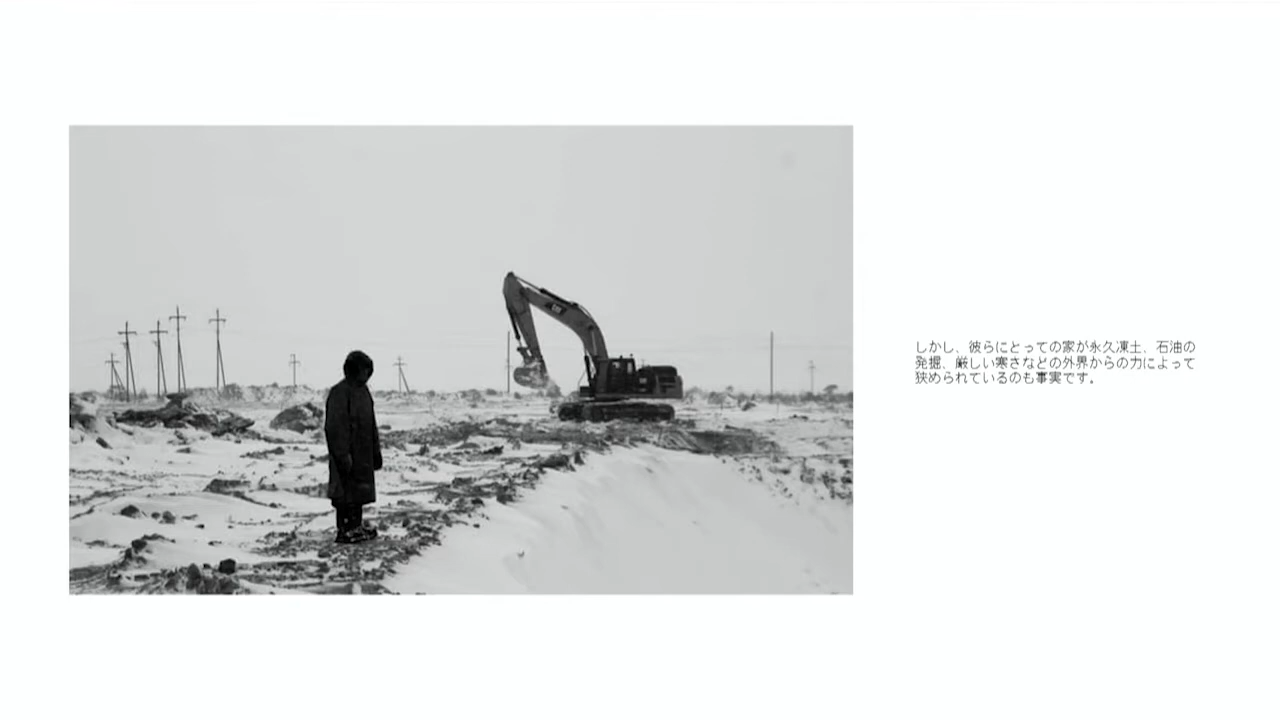 しかし、彼らにとっての家が永久凍土、石油の
発掘、厳しい寒さなどの外界からの力によって
狭められているのも事実です。